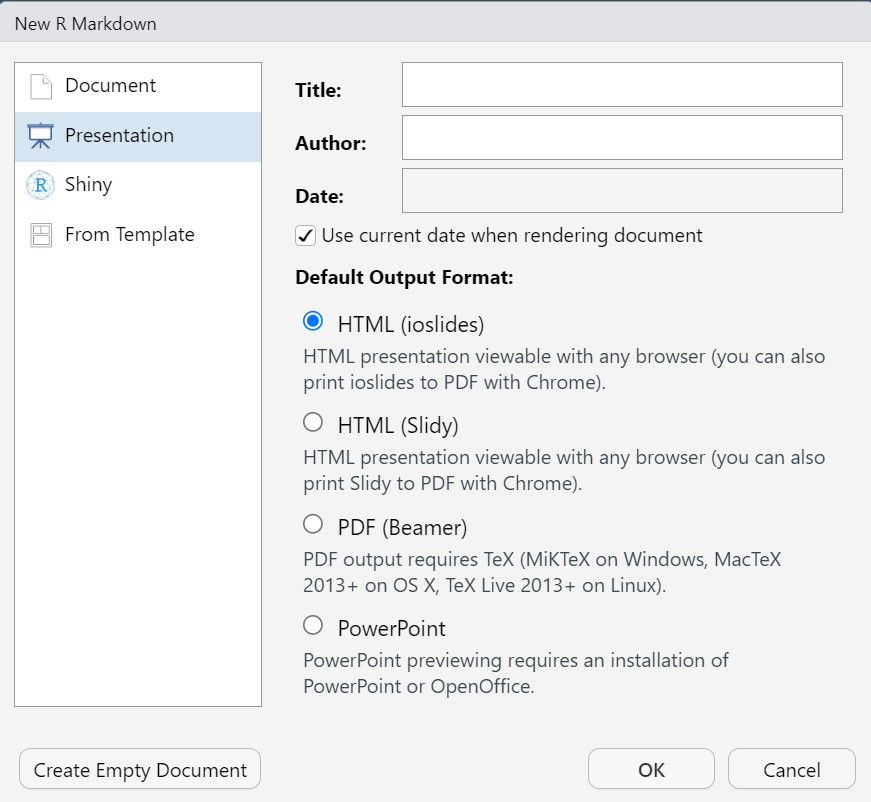 New R Markdown
Document
Presentation
R Shiny
From Template
Title:
Author:
Date:
Use current date when rendering document
Default Output Format:
HTML (ioslides)
HTML presentation viewable with any browser (you can also
print ioslides to PDF with Chrome).
HTML (Slidy)
HTML presentation viewable with any browser (you can also
print Slidy to PDF with Chrome).
PDF (Beamer)
PDF output requires TeX (MiKTeX on Windows, MacTeX
2013+ on OS X, TeX Live 2013+ on Linux).
PowerPoint
PowerPoint previewing requires an installation of
PowerPoint or OpenOffice.
Create Empty Document
OK
Cancel